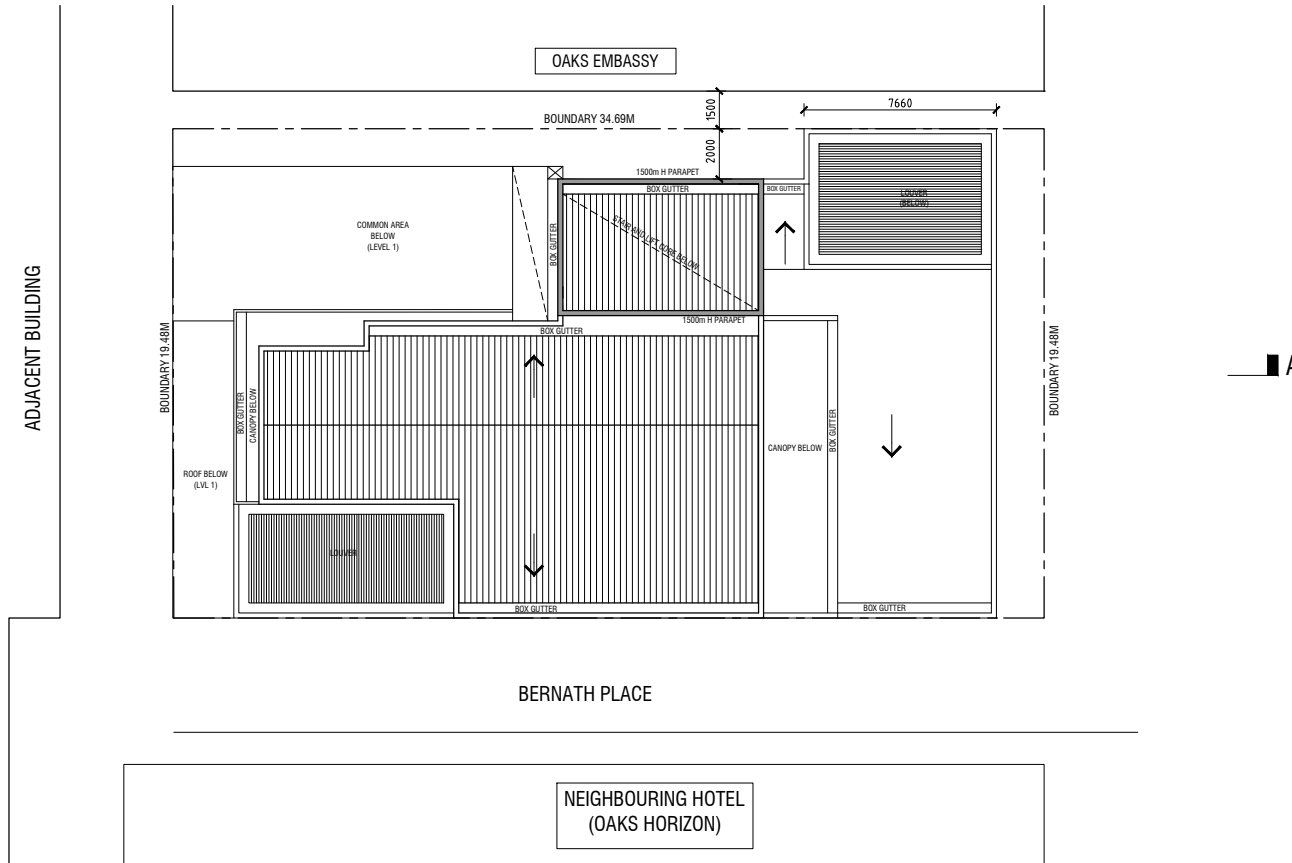 OAKS EMBASSY
7660
1500
BOUNDARY 34.69M
2000
1500m H PARAPET
BOX GUTTER
BOX GUTTER
LOUVER
(BELOW)
COMMON AREA
BELOW
(LEVEL 1)
STAIR AND LIFT CORE BELOW
BOX GUTTER
ADJACENT BUILDING
1500m H PARAPET
BOX GUTTER
BOUNDARY 19.48M
BOUNDARY 19.48M
A
BOX GUTTER
CANOPY BELOW
BOX GUTTER
CANOPY BELOW
ROOF BELOW
(LVL 1)
LOUVER
BOX GUTTER
BOX GUTTER
BERNATH PLACE
NEIGHBOURING HOTEL
(OAKS HORIZON)